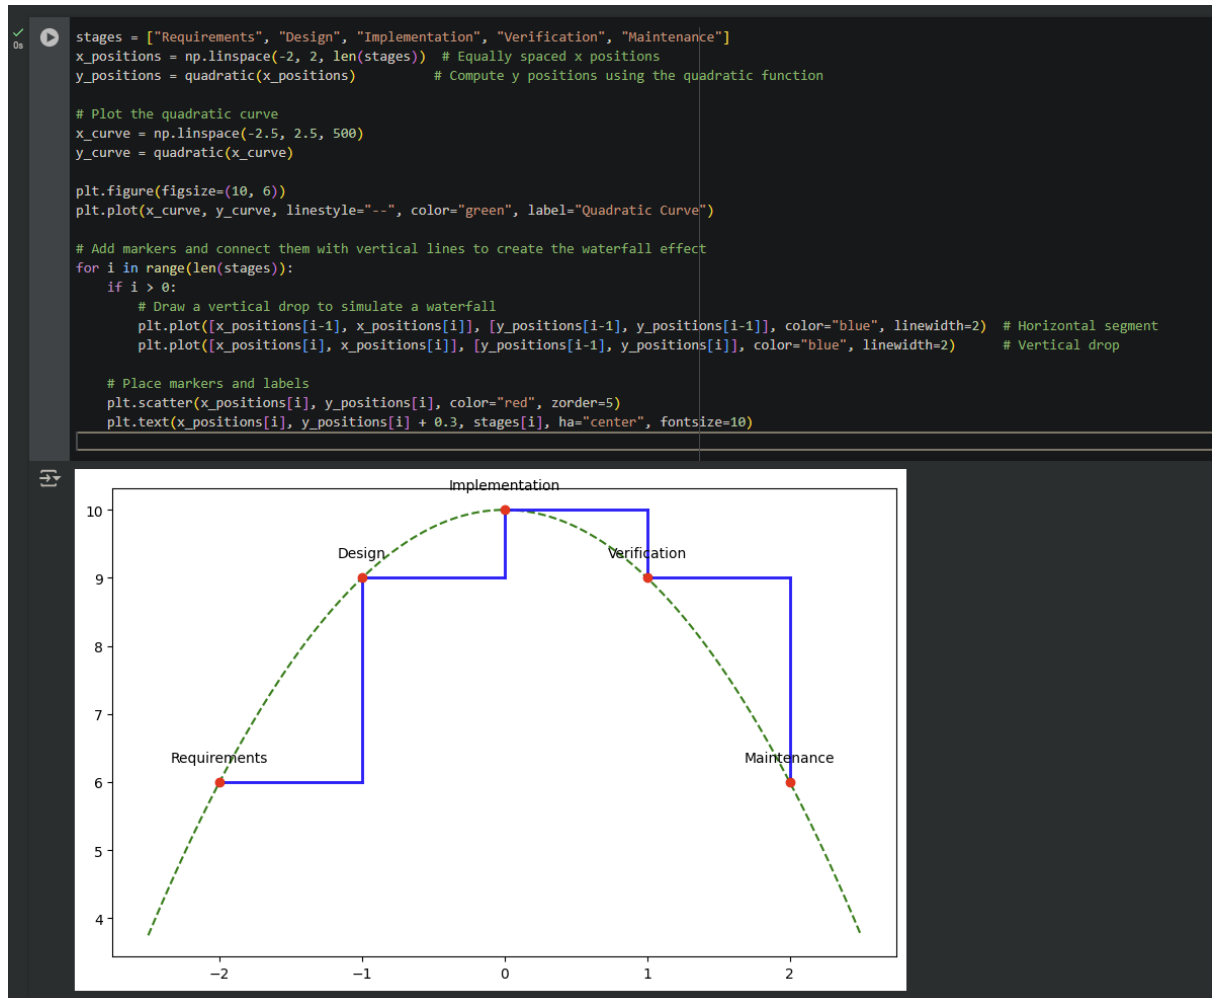 0s
stages = ["Requirements", "Design", "Implementation", "Verification", "Maintenance"]
x_positions = np.linspace(-2, 2, len(stages))  # Equally spaced x positions
y_positions = quadratic(x_positions)          # Compute y positions using the quadratic function
# Plot the quadratic curve
x_curve = np.linspace(-2.5, 2.5, 500)
y_curve = quadratic(x_curve)
plt.figure(figsize=(10, 6))
plt.plot(x_curve, y_curve, linestyle="--", color="green", label="Quadratic Curve")
# Add markers and connect them with vertical lines to create the waterfall effect
for i in range(len(stages)):
    if i > 0:
        # Draw a vertical drop to simulate a waterfall
        plt.plot([x_positions[i-1], x_positions[i]], [y_positions[i-1], y_positions[i-1]], color="blue", linewidth=2)  # Horizontal segment
        plt.plot([x_positions[i], x_positions[i]], [y_positions[i-1], y_positions[i]], color="blue", linewidth=2)      # Vertical drop
    # Place markers and labels
    plt.scatter(x_positions[i], y_positions[i], color="red", zorder=5)
    plt.text(x_positions[i], y_positions[i] + 0.3, stages[i], ha="center", fontsize=10)
Implementation
10
Design
Verification
9
8
7
Requirements
Maintenance
6
5
4
−2
−1
0
1
2